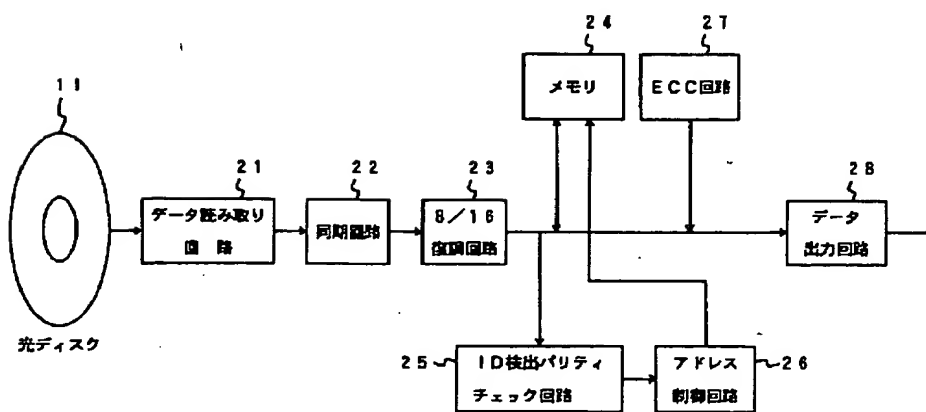 24
27
11
メモリ
ECC回路
21
22
23
28
データ読み取り
回路
同期回路
8/16
復調回路
データ
出力回路
光ディスク
25
ID検出パリティ
チェック回路
アドレス
制御回路
26